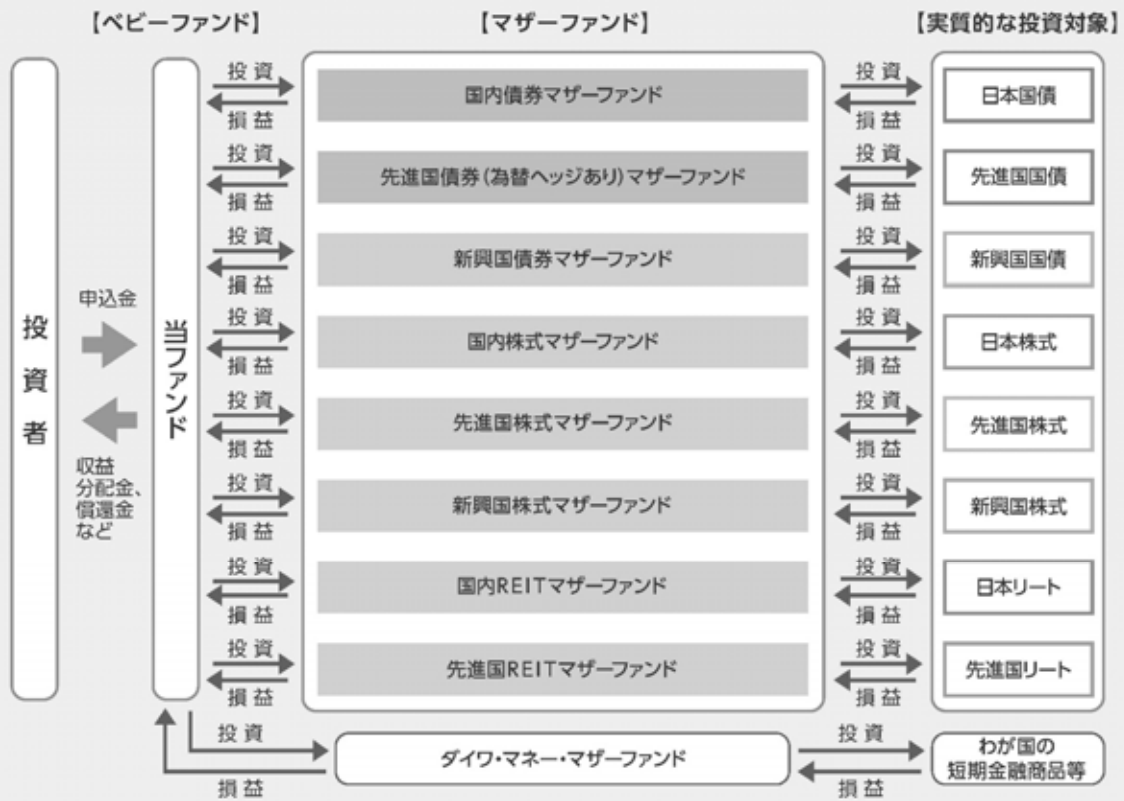 【ベビーファンド】
【マザーファンド】
【実質的な投資対象】
投資者
申込金
収益
分配金、
償還金
など
当ファンド
投資
損益
国内債券マザーファンド
投資
損益
日本国債
投資
損益
先進国債券(為替ヘッジあり)マザーファンド
投資
損益
先進国国債
投資
損益
新興国債券マザーファンド
投資
損益
新興国国債
投資
損益
国内株式マザーファンド
投資
損益
日本株式
投資
損益
先進国株式マザーファンド
投資
損益
先進国株式
投資
損益
新興国株式マザーファンド
投資
損益
新興国株式
投資
損益
国内REITマザーファンド
投資
損益
日本リート
投資
損益
先進国REITマザーファンド
投資
損益
先進国リート
投資
損益
ダイワ・マネー・マザーファンド
投資
損益
わが国の
短期金融商品等